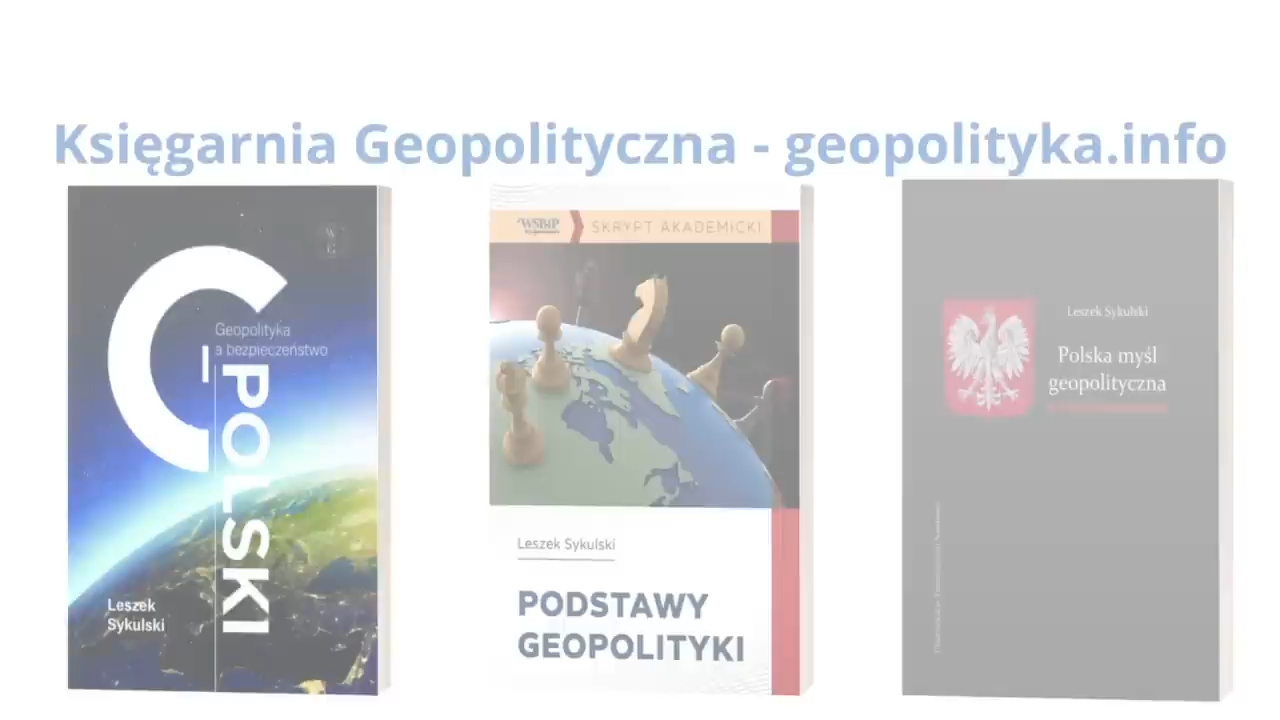 Księgarnia Geopolityczna - geopolityka.info
Geopolityka
a bezpieczeństwo
POLSKI
Leszek
Sykulski
WSBiP
SKRYPT AKADEMICKI
Leszek Sykulski
PODSTAWY
GEOPOLITYKI
Leszek Sykulski
Polska myśl
geopolityczna